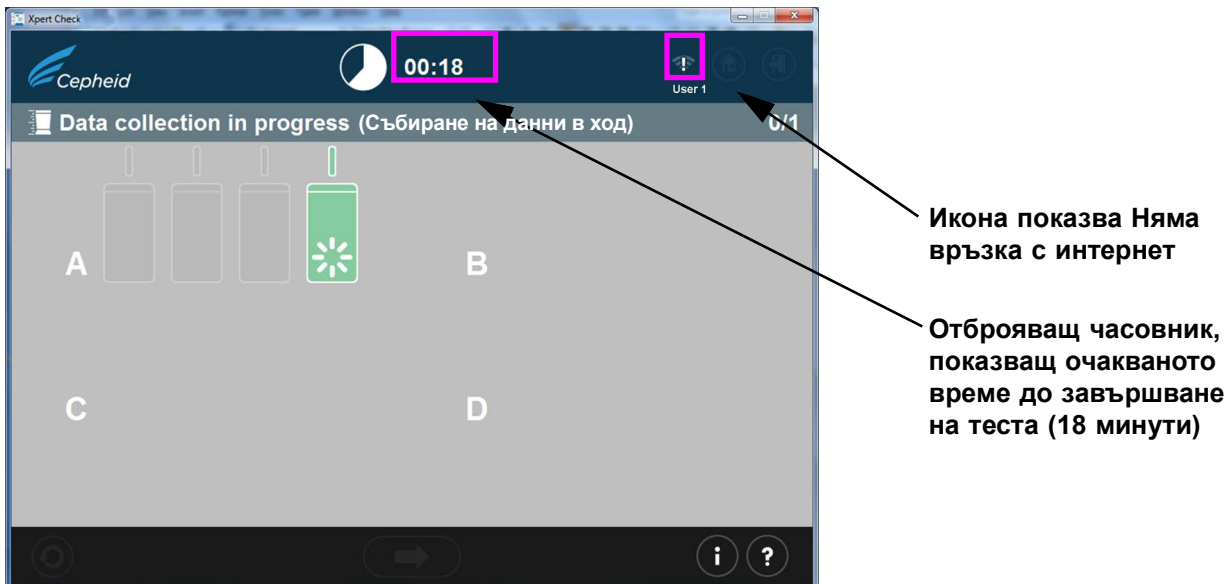 Xpert Check
Cepheid
00:18
User 1
Data collection in progress (Събиране на данни в ход)
0/1
A
B
C
D
i ?
Икона показва Няма
връзка с интернет
Отброяващ часовник,
показващ очакваното
време до завършване
на теста (18 минути)